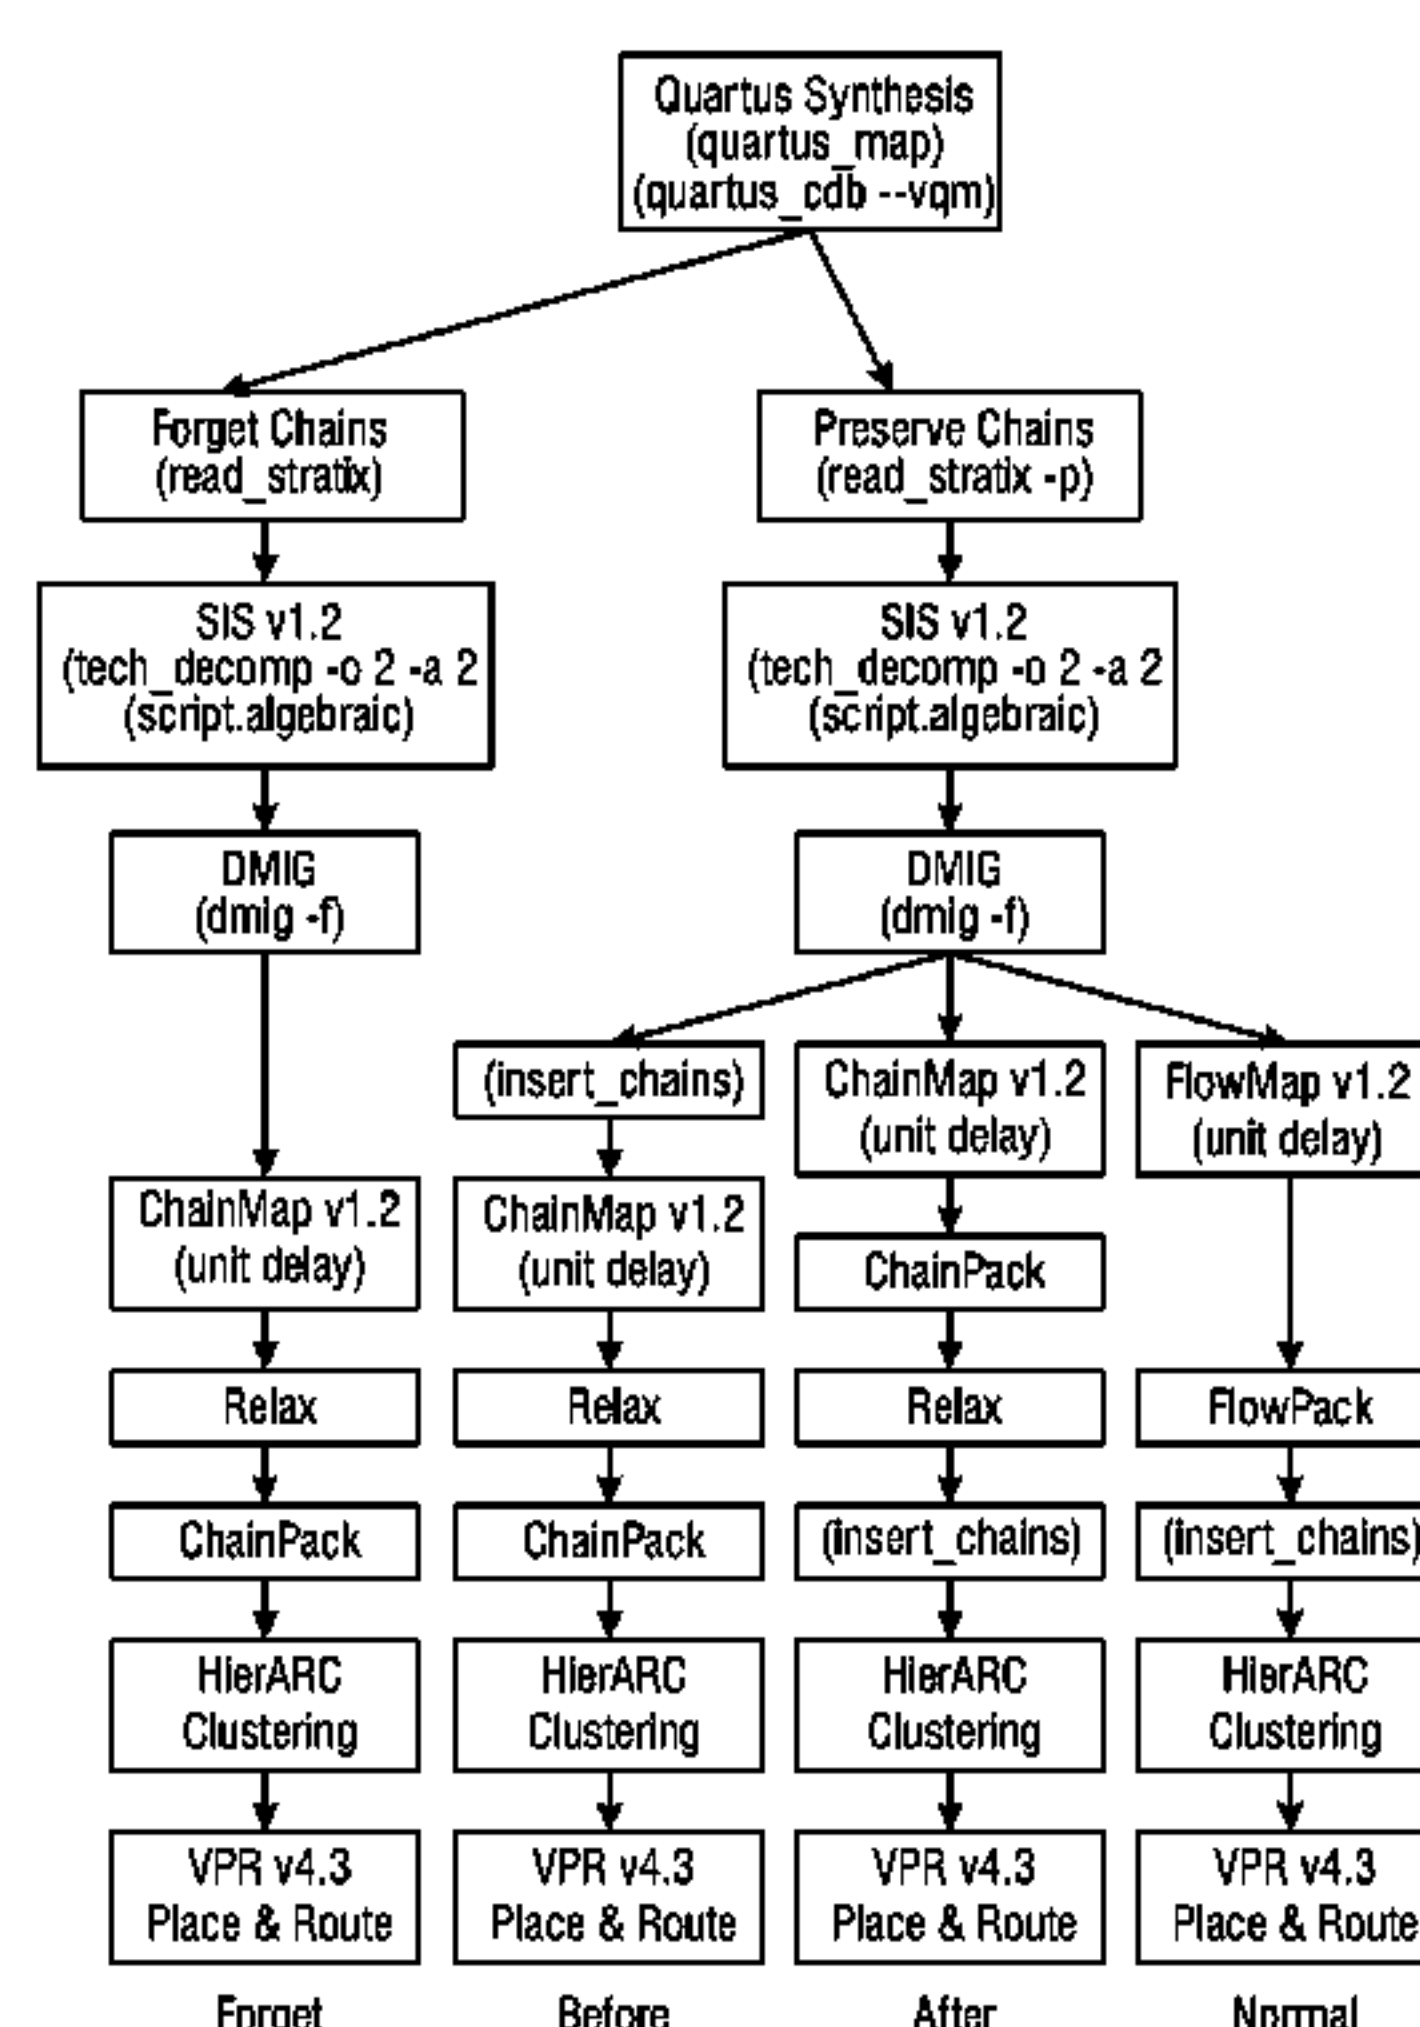 Quartus Synthesis
(quartus_map)
(quartus_cdb --vqm)
Forget Chains
(read_stratix)
Preserve Chains
(read_stratix -p)
SIS v1.2
(tech_decomp -o 2 -a 2
(script.algebraic)
SIS v1.2
(tech_decomp -o 2 -a 2
(script.algebraic)
DMIG
(dmig -f)
DMIG
(dmig -f)
(insert_chains)
ChainMap v1.2
(unit delay)
FlowMap v1.2
(unit delay)
ChainMap v1.2
(unit delay)
ChainMap v1.2
(unit delay)
ChainPack
Relax
Relax
Relax
FlowPack
ChainPack
ChainPack
(insert_chains)
(insert_chains)
HierARC
Clustering
HierARC
Clustering
HierARC
Clustering
HierARC
Clustering
VPR v4.3
Place & Route
VPR v4.3
Place & Route
VPR v4.3
Place & Route
VPR v4.3
Place & Route
Forget
Before
After
Normal